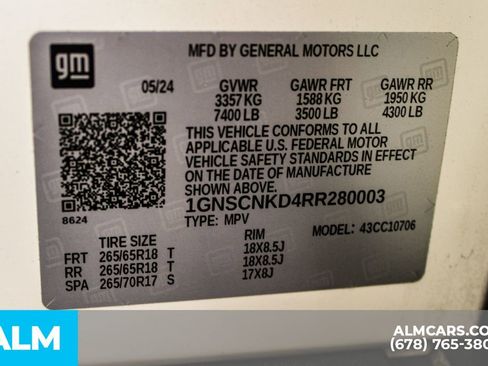 gm
MFD BY GENERAL MOTORS LLC
05/24 GVWR GAWR FRT GAWR RR
3357 KG 1588 KG 1950 KG
7400 LB 3500 LB 4300 LB
THIS VEHICLE CONFORMS TO ALL
APPLICABLE U.S. FEDERAL MOTOR
VEHICLE SAFETY STANDARDS IN EFFECT
ON THE DATE OF MANUFACTURE
SHOWN ABOVE.
8624
1GNSCNKD4RR280003
TYPE: MPV MODEL: 43CC10706
TIRE SIZE RIM
FRT 265/65R18 T 18X8.5J
RR 265/65R18 T 18X8.5J
SPA 265/70R17 S 17X8J
ALM
ALMCARS.CO
(678) 765-380